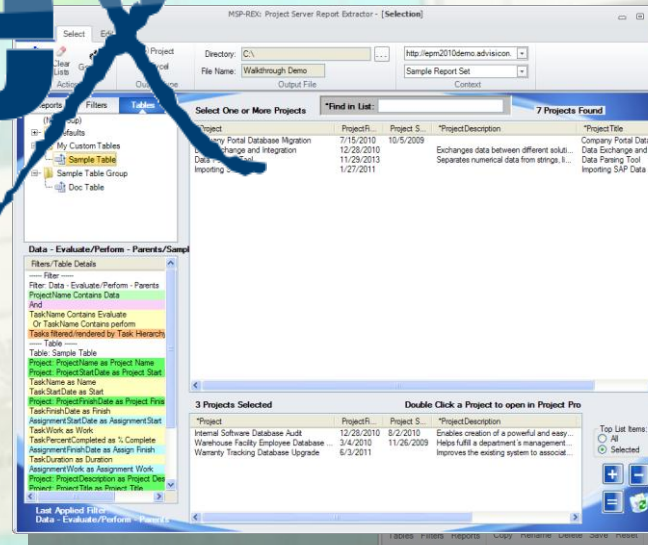 MSP-REX: Project Server Report Extractor - [Selection]
Select
Clear
Lists
Project
Directory: C:\
...
http://epm2010demo.advisicon.
File Name: Walkthrough Demo
Sample Report Set
Output File
Context
Reports Filters Tables
Select One or More Projects
*Find in List:
7 Projects Found
My Custom Tables
Sample Table
Sample Table Group
Doc Table
*Project ProjectFi... Project S... *ProjectDescription *ProjectTitle
Company Portal Database Migration 7/15/2010 10/5/2009 Company Portal Data
Exchange and Integration 12/28/2010 Exchanges data between different soluti... Data Exchange and
Data Tool 11/29/2013 Separates numerical data from strings, li... Data Parsing Tool
Importing 1/27/2011 Importing SAP Data
Data - Evaluate/Perform - Parents/Sampl
Filters/Table Details
----- Filter -----
Filter: Data - Evaluate/Perform - Parents
ProjectName Contains Data
And
TaskName Contains Evaluate
Or TaskName Contains perform
Tasks filtered/rendered by Task Hierarchy
----- Table -----
Table: Sample Table
Project: ProjectName as Project Name
Project: ProjectStartDate as Project Start
TaskName as Name
TaskStartDate as Start
Project: ProjectFinishDate as Project Finis
TaskFinishDate as Finish
AssignmentStartDate as AssignmentStart
TaskWork as Work
TaskPercentCompleted as % Complete
AssignmentFinishDate as Assign Finish
TaskDuration as Duration
AssignmentWork as Assignment Work
Project: ProjectDescription as Project Des
Project: ProjectTitle as Project Title
3 Projects Selected
Double Click a Project to open in Project Pro
*Project ProjectFi... Project S... *ProjectDescription
Internal Software Database Audit 12/28/2010 8/2/2010 Enables creation of a powerful and easy...
Warehouse Facility Employee Database ... 3/4/2010 11/26/2009 Helps fulfill a department's management...
Warranty Tracking Database Upgrade 6/3/2011 Improves the existing system to associat...
Top List Items:
All
Selected
Last Applied Filter
Data - Evaluate/Perform - Parents
Tables Filters Reports Copy Rename Delete Save Reset